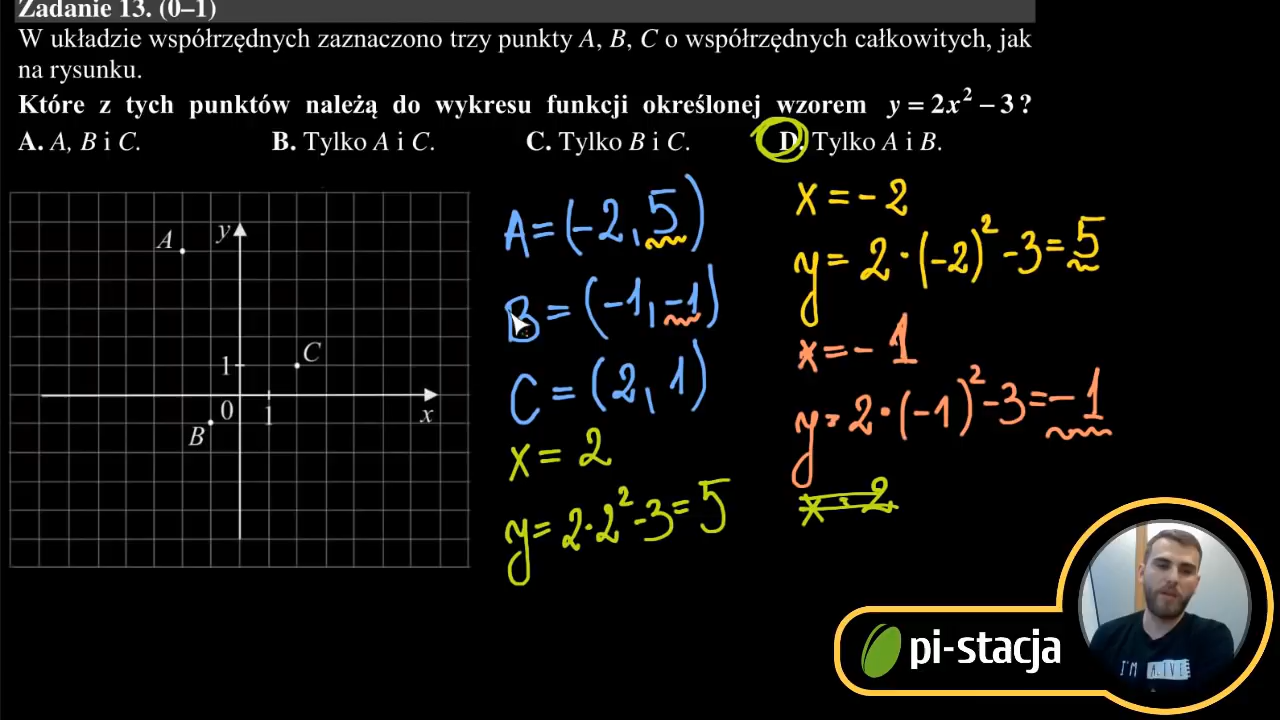 Zadanie 13. (0–1)
W układzie współrzędnych zaznaczono trzy punkty A, B, C o współrzędnych całkowitych, jak
na rysunku.
Które z tych punktów należą do wykresu funkcji określonej wzorem y = 2x² – 3?
A. A, B i C. B. Tylko A i C. C. Tylko B i C. D. Tylko A i B.
A
y
1
C
0
1
x
B
A = (-2, 5)
B = (-1, -1)
C = (2, 1)
x = 2
y = 2·2² - 3 = 5
x = -2
y = 2·(-2)² - 3 = 5
x = -1
y = 2·(-1)² - 3 = -1
x = 2
pi-stacja
I'M ALIVE